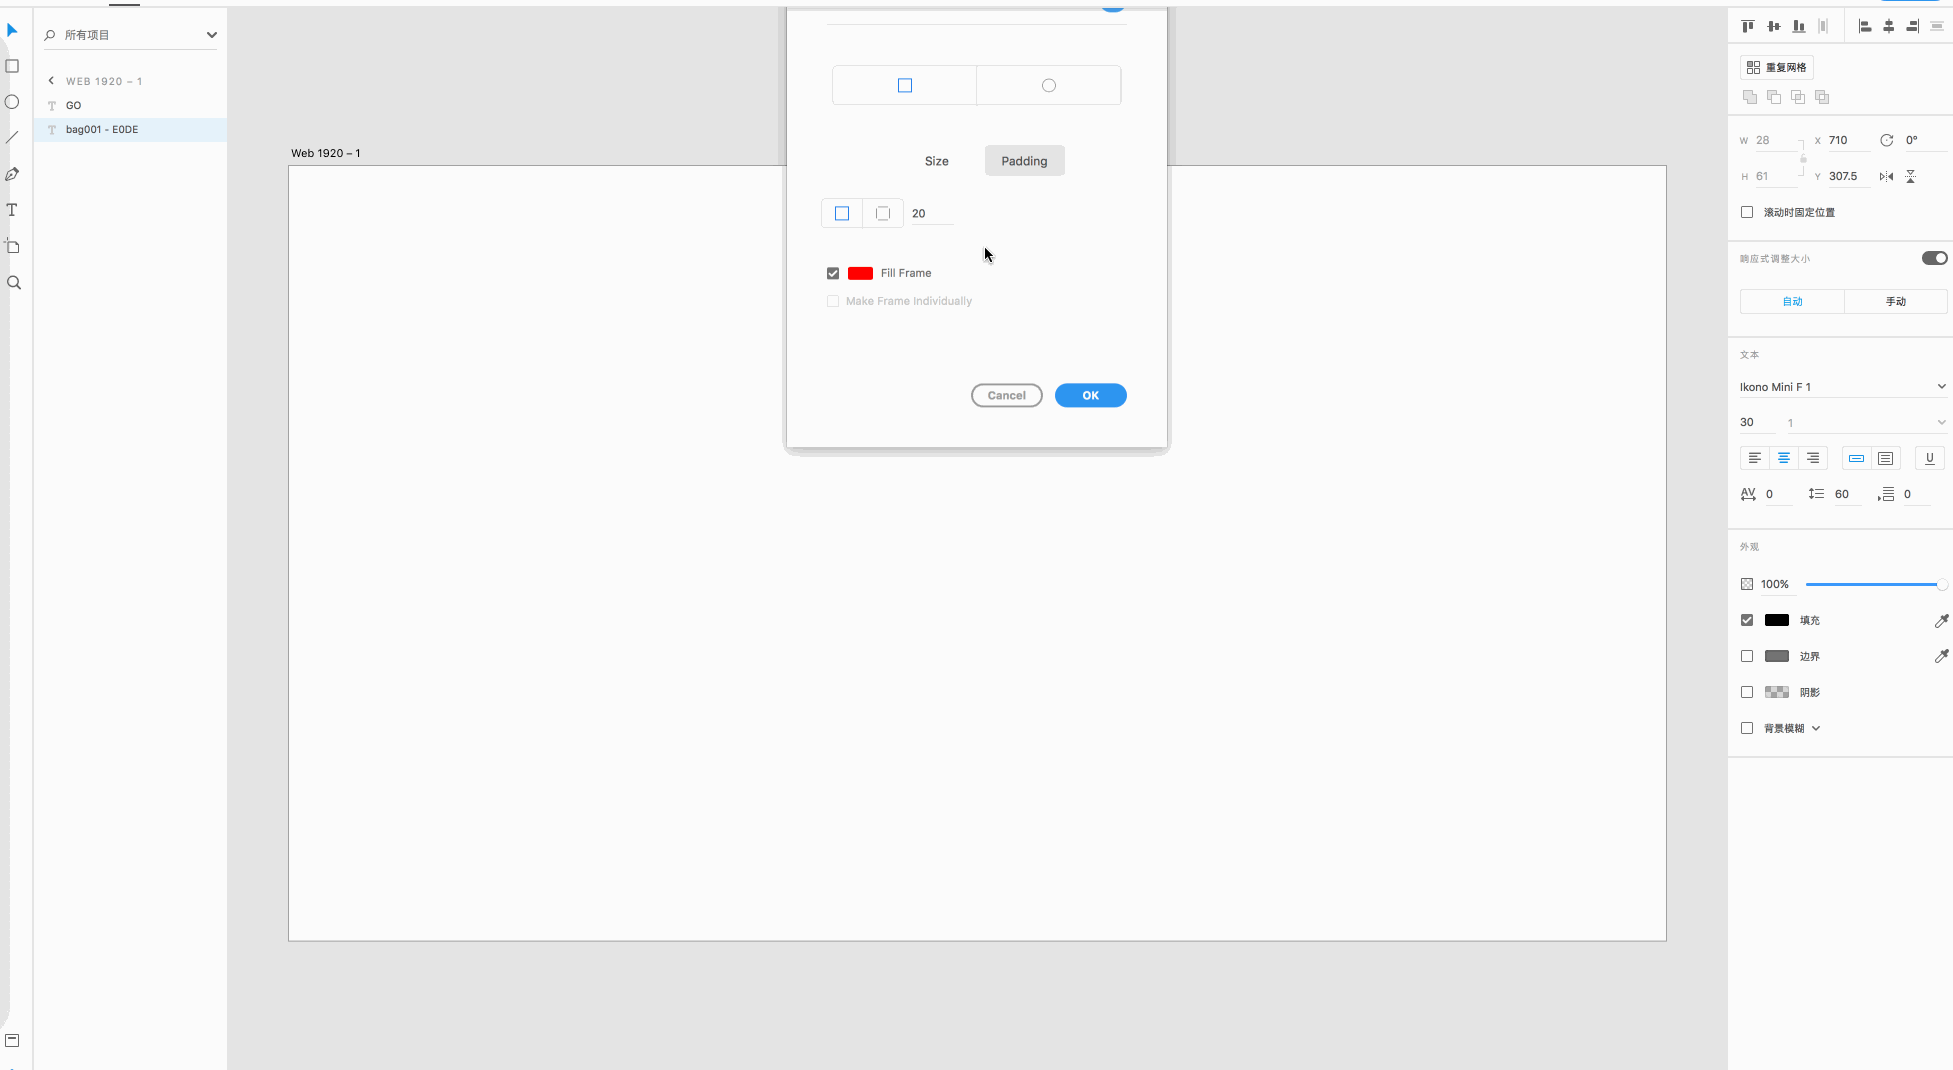 所有项目
WEB 1920 – 1
GO
bag001 - E0DE
Web 1920 – 1
Size
Padding
20
Fill Frame
Make Frame Individually
Cancel
OK
重复网格
W 28
X 710
0°
H 61
Y 307.5
滚动时固定位置
响应式调整大小
自动
手动
文本
Ikono Mini F 1
30
1
U
AV 0
60
0
外观
100%
填充
边界
阴影
背景模糊